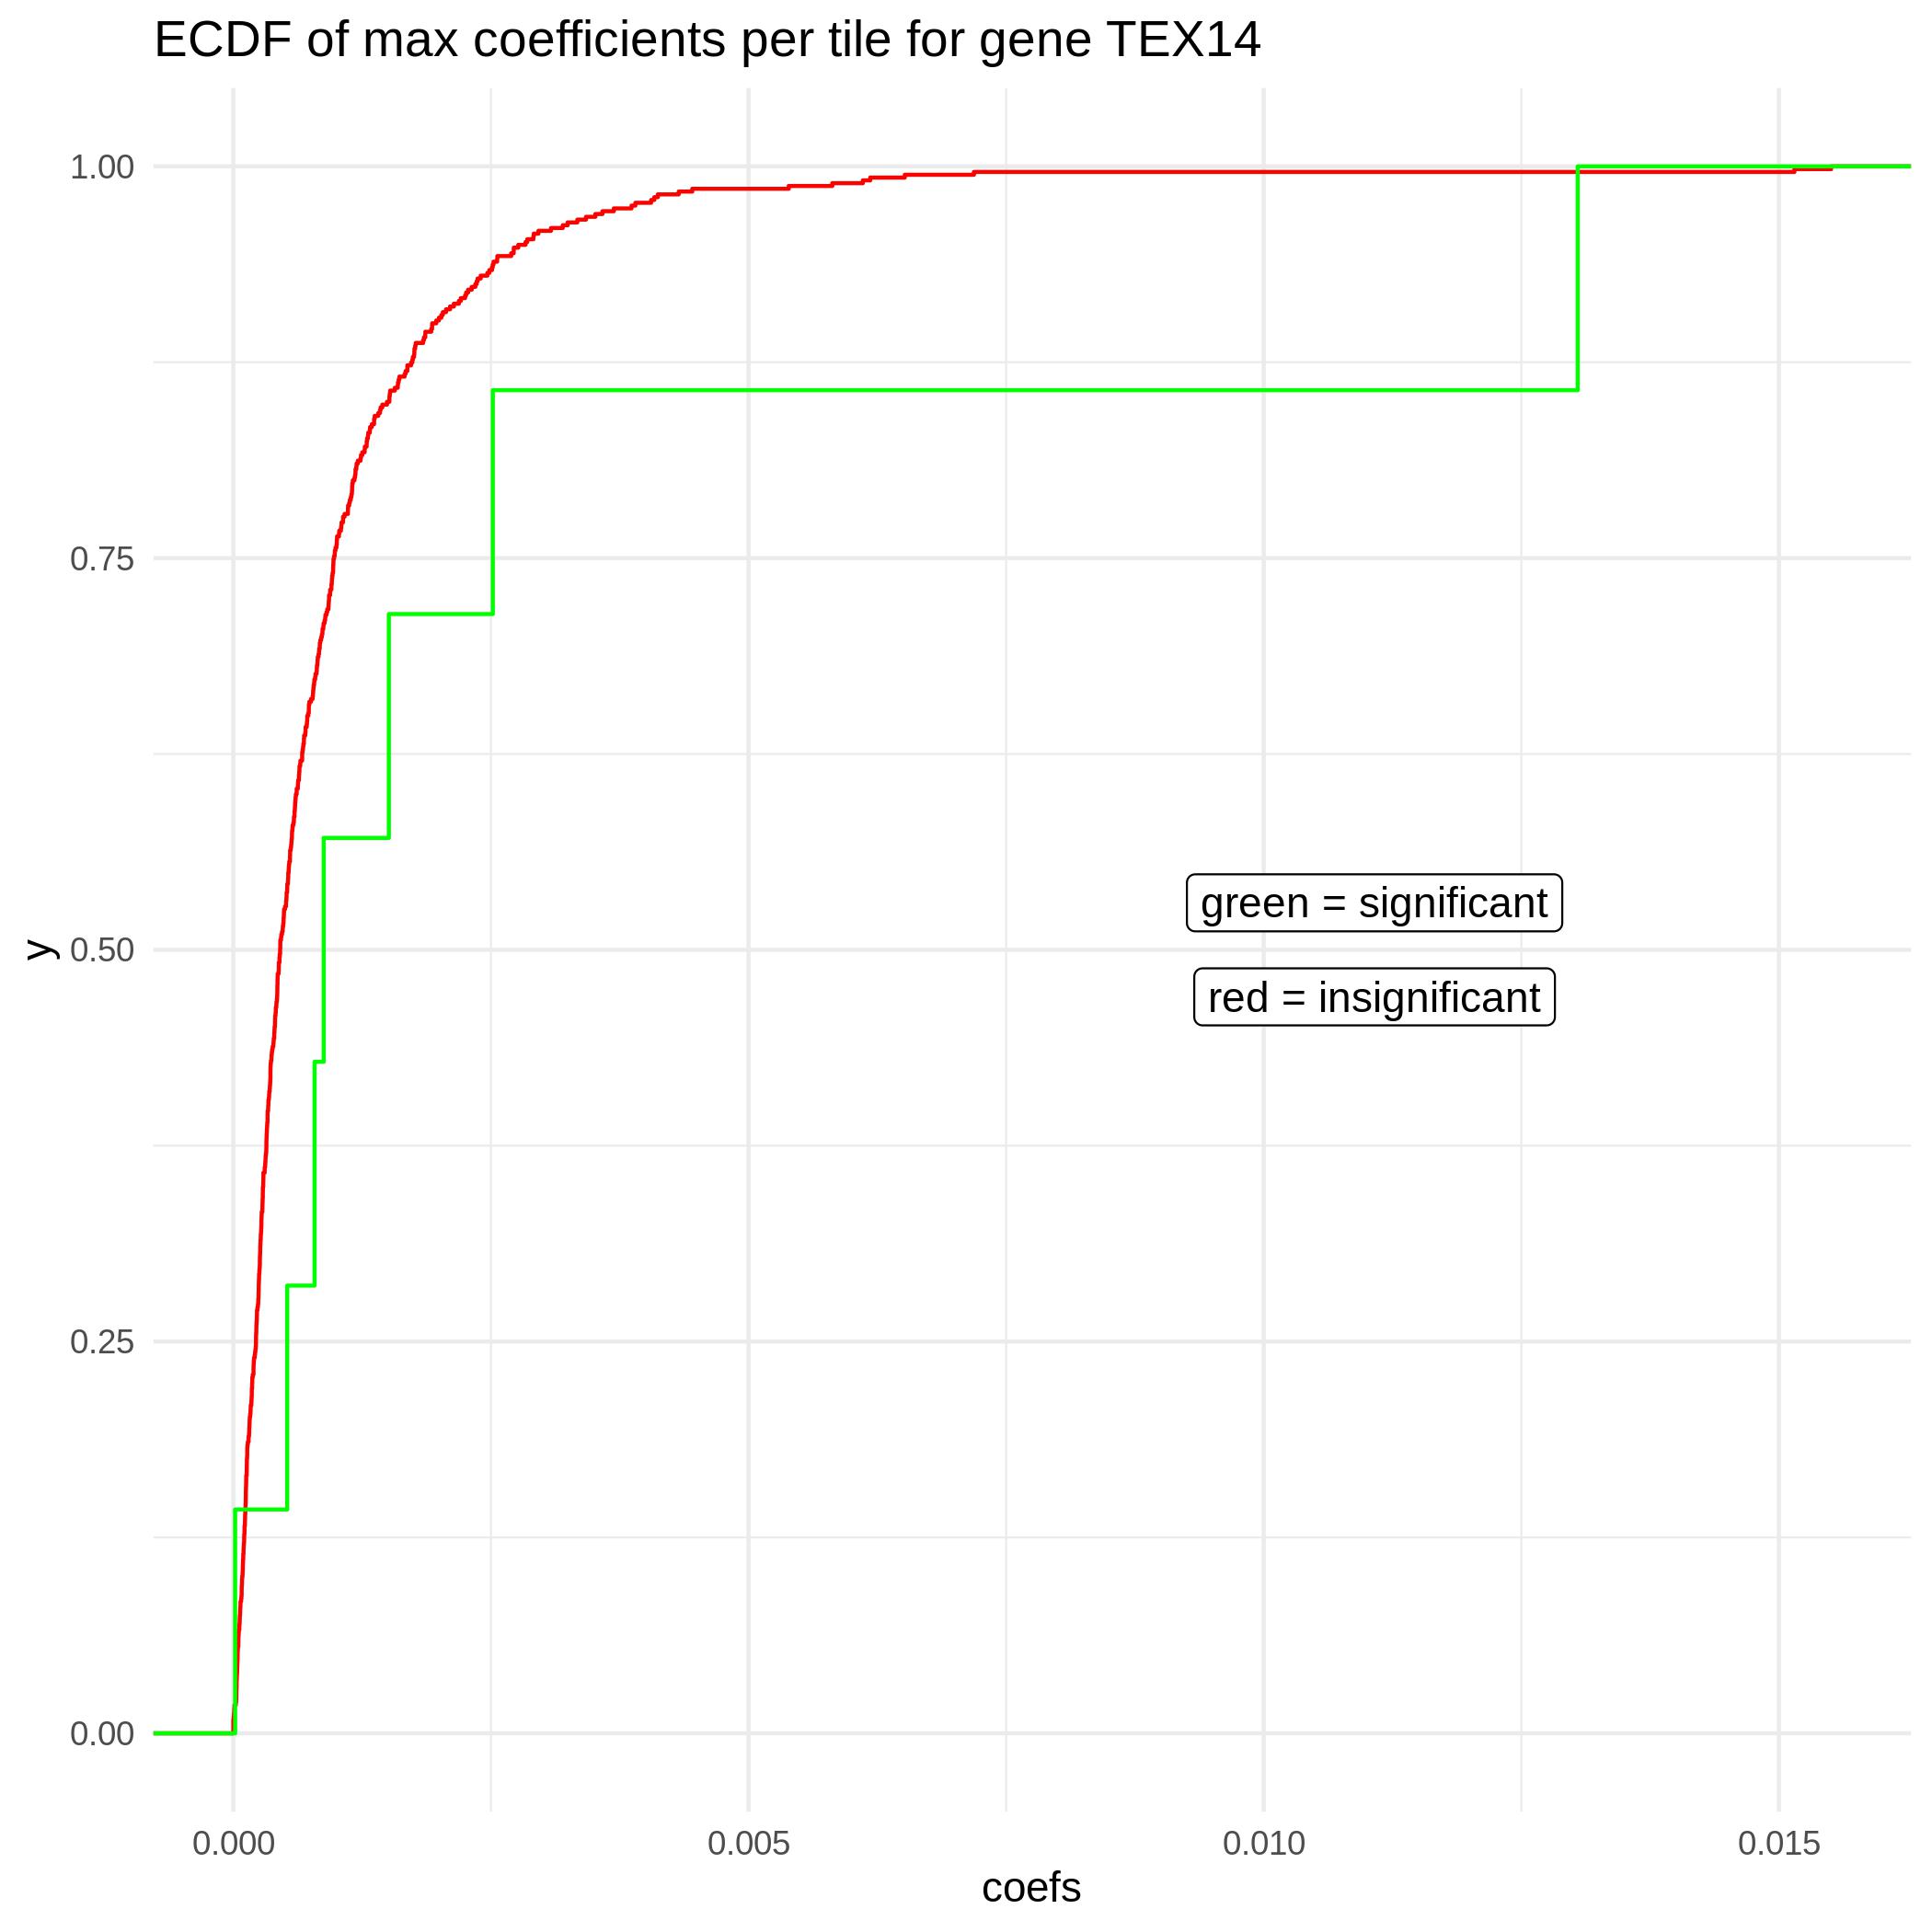 ECDF of max coefficients per tile for gene TEX14
1.00
0.75
0.50
0.25
0.00
y
green = significant
red = insignificant
0.000 0.005 0.010 0.015
coefs